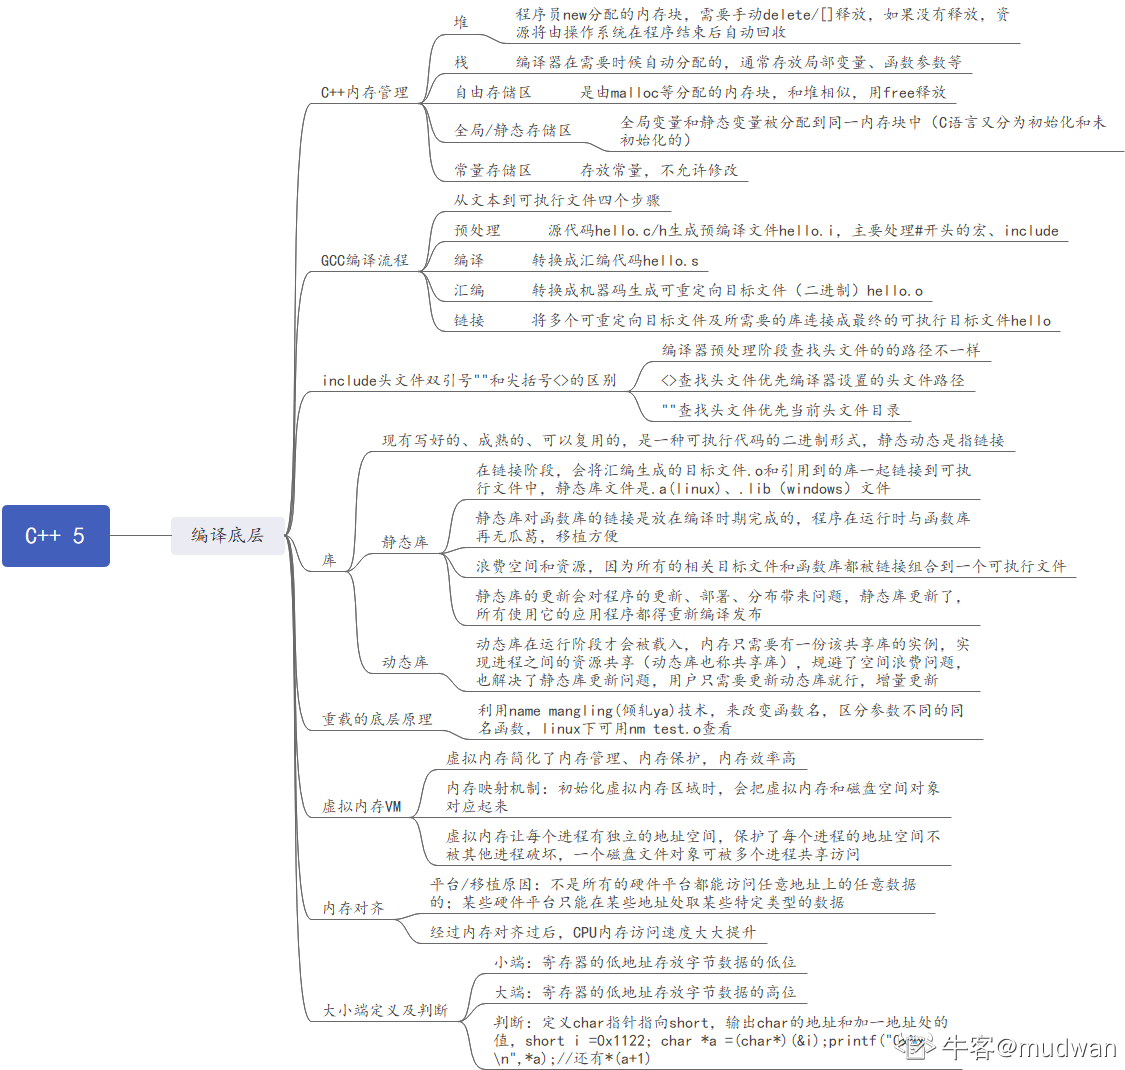 C++ 5
编译底层
C++内存管理
堆
程序员new分配的内存块，需要手动delete/[]释放，如果没有释放，资
源将由操作系统在程序结束后自动回收
栈
编译器在需要时候自动分配的，通常存放局部变量、函数参数等
自由存储区
是由malloc等分配的内存块，和堆相似，用free释放
全局/静态存储区
全局变量和静态变量被分配到同一内存块中（C语言又分为初始化和未
初始化的）
常量存储区
存放常量，不允许修改
GCC编译流程
从文本到可执行文件四个步骤
预处理
源代码hello.c/h生成预编译文件hello.i，主要处理#开头的宏、include
编译
转换成汇编代码hello.s
汇编
转换成机器码生成可重定向目标文件（二进制）hello.o
链接
将多个可重定向目标文件及所需要的库连接成最终的可执行目标文件hello
include头文件双引号""和尖括号<>的区别
编译器预处理阶段查找头文件的的路径不一样
<>查找头文件优先编译器设置的头文件路径
""查找头文件优先当前头文件目录
库
现有写好的、成熟的、可以复用的，是一种可执行代码的二进制形式，静态动态是指链接
静态库
在链接阶段，会将汇编生成的目标文件.o和引用到的库一起链接到可执
行文件中，静态库文件是.a(linux)、.lib（windows）文件
静态库对函数库的链接是放在编译时期完成的，程序在运行时与函数库
再无瓜葛，移植方便
浪费空间和资源，因为所有的相关目标文件和函数库都被链接组合到一个可执行文件
静态库的更新会对程序的更新、部署、分布带来问题，静态库更新了，
所有使用它的应用程序都得重新编译发布
动态库
动态库在运行阶段才会被载入，内存只需要有一份该共享库的实例，实
现进程之间的资源共享（动态库也称共享库），规避了空间浪费问题，
也解决了静态库更新问题，用户只需要更新动态库就行，增量更新
重载的底层原理
利用name mangling(倾轧ya)技术，来改变函数名，区分参数不同的同
名函数，linux下可用nm test.o查看
虚拟内存VM
虚拟内存简化了内存管理、内存保护，内存效率高
内存映射机制：初始化虚拟内存区域时，会把虚拟内存和磁盘空间对象
对应起来
虚拟内存让每个进程有独立的地址空间，保护了每个进程的地址空间不
被其他进程破坏，一个磁盘文件对象可被多个进程共享访问
内存对齐
平台/移植原因：不是所有的硬件平台都能访问任意地址上的任意数据
的；某些硬件平台只能在某些地址处取某些特定类型的数据
经过内存对齐过后，CPU内存访问速度大大提升
大小端定义及判断
小端：寄存器的低地址存放字节数据的低位
大端：寄存器的低地址存放字节数据的高位
判断：定义char指针指向short，输出char的地址和加一地址处的
值，short i =0x1122; char *a =(char*)(&i);printf("0x%x
\n",*a);//还有*(a+1)
牛客@mudwan